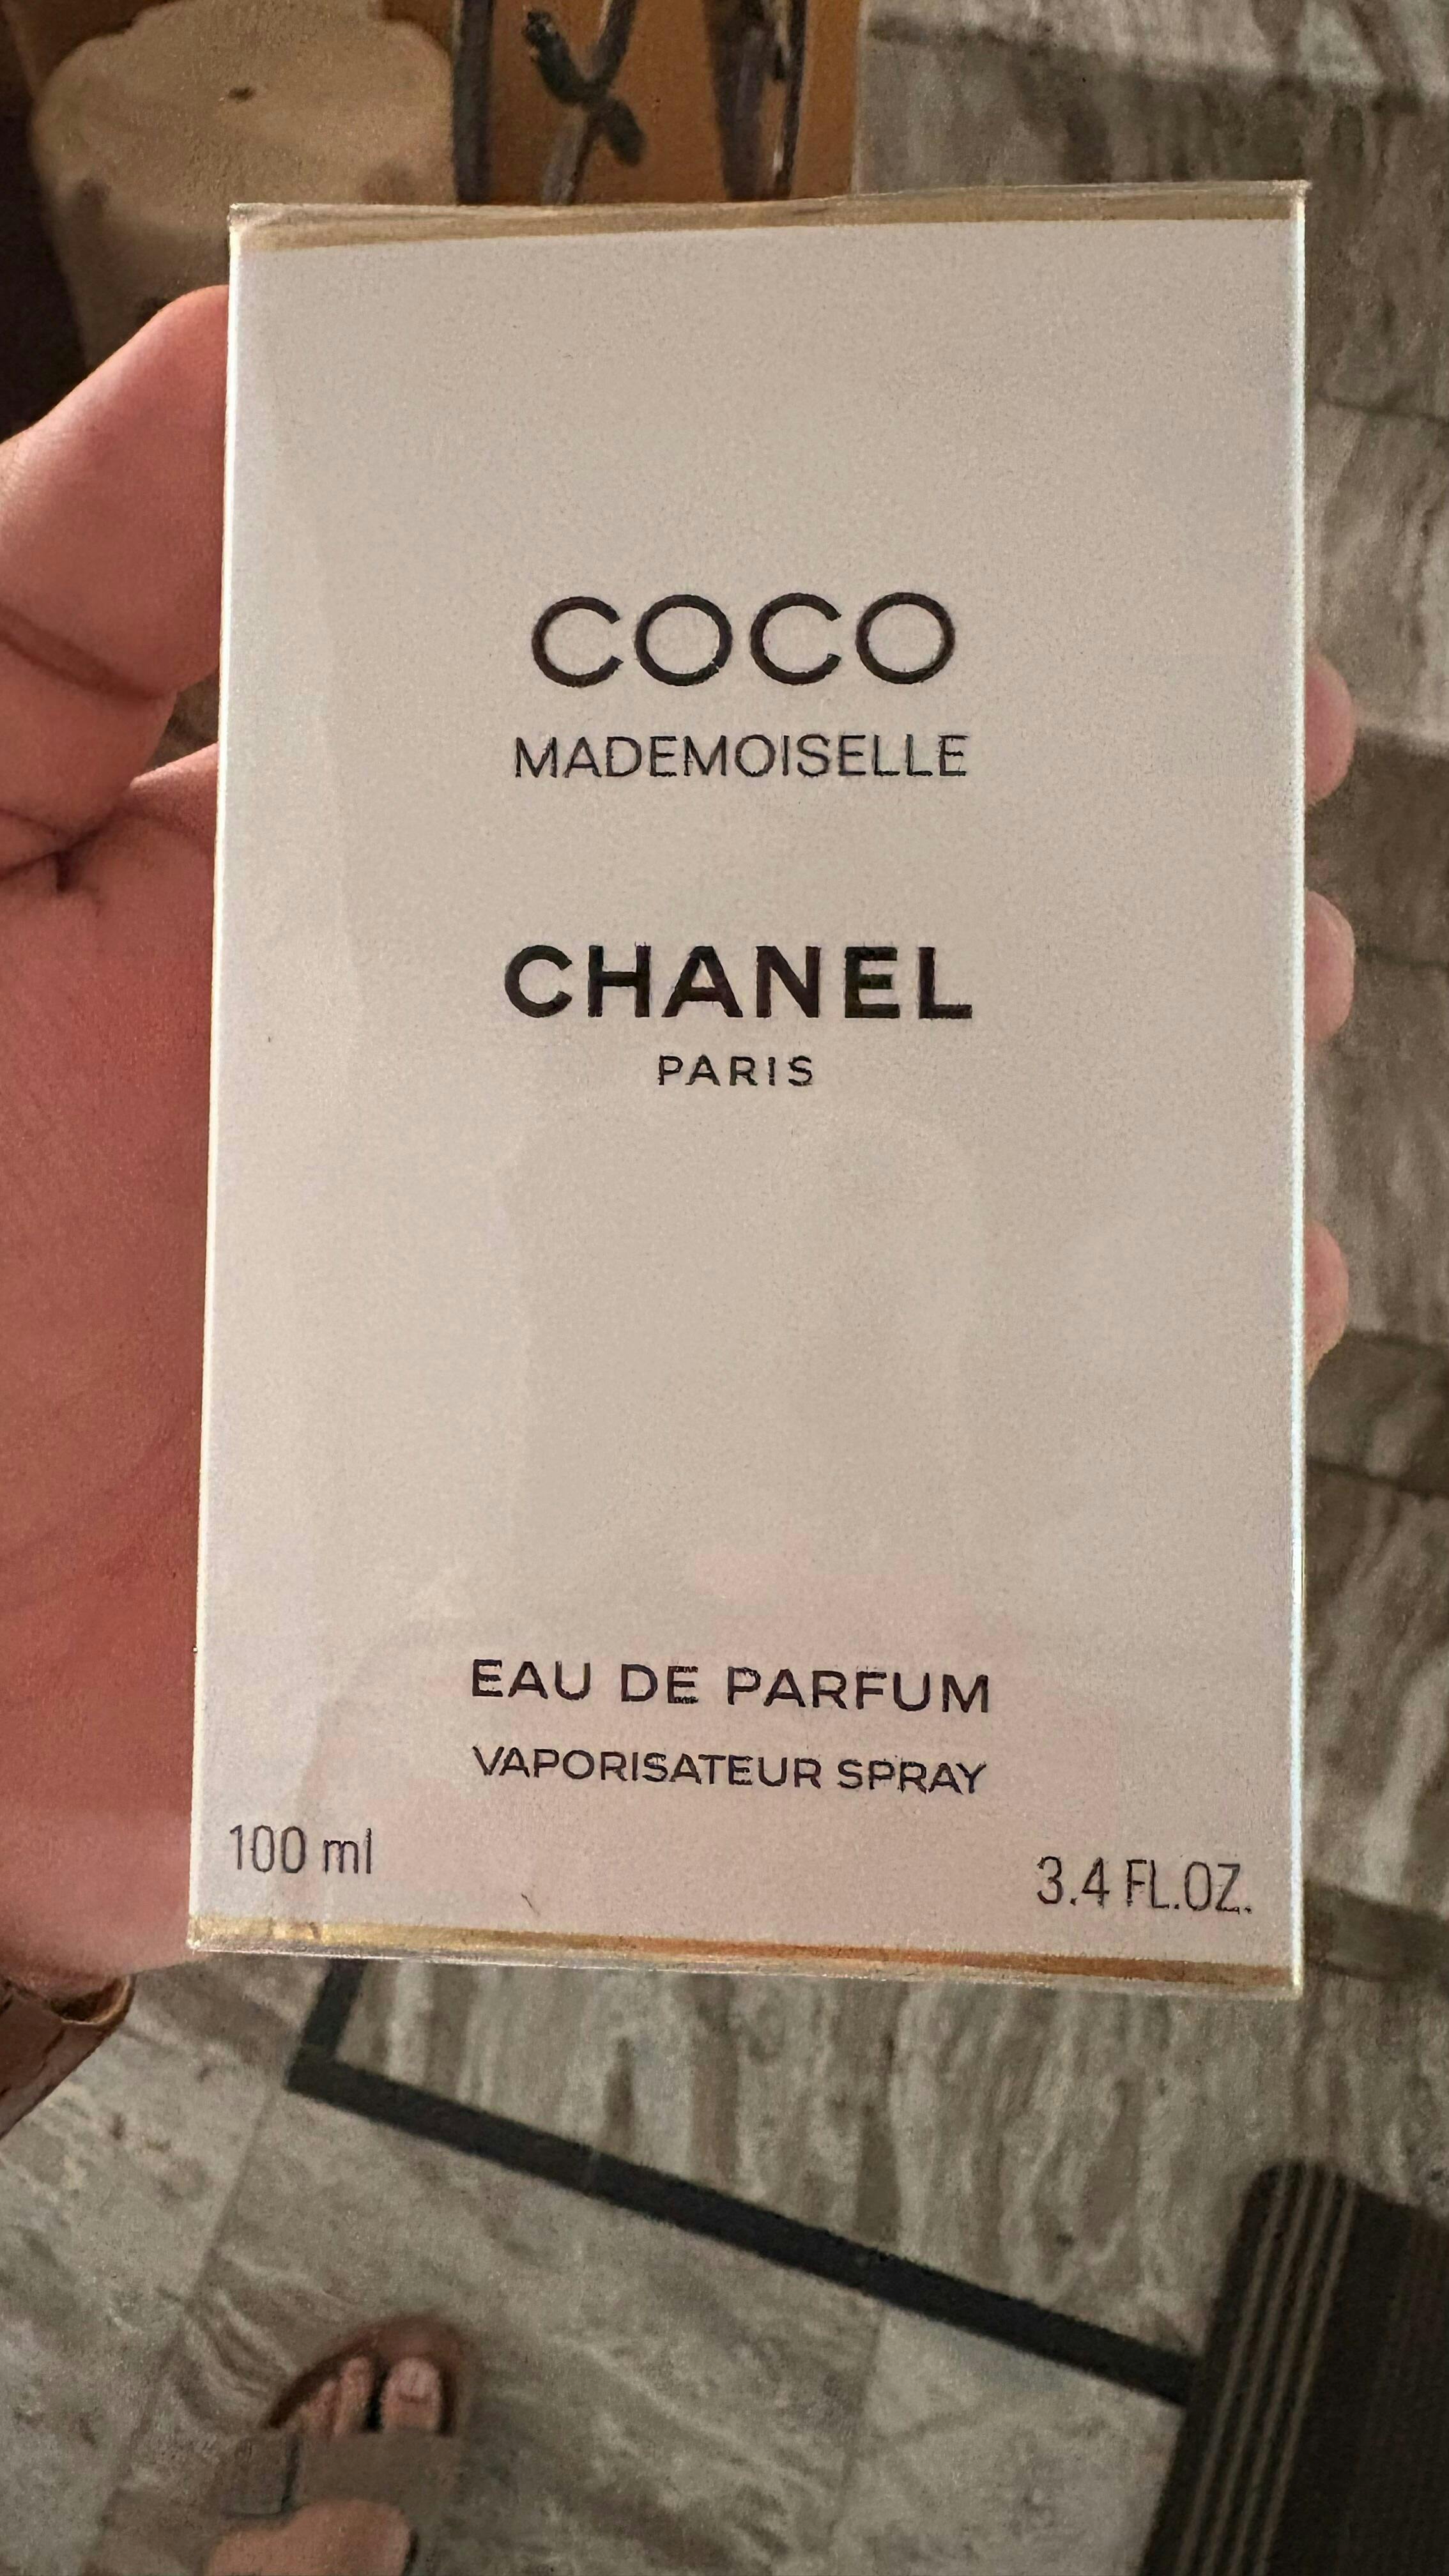 COCO
MADEMOISELLE
CHANEL
PARIS
EAU DE PARFUM
VAPORISATEUR SPRAY
100 ml
3.4 FL.OZ.